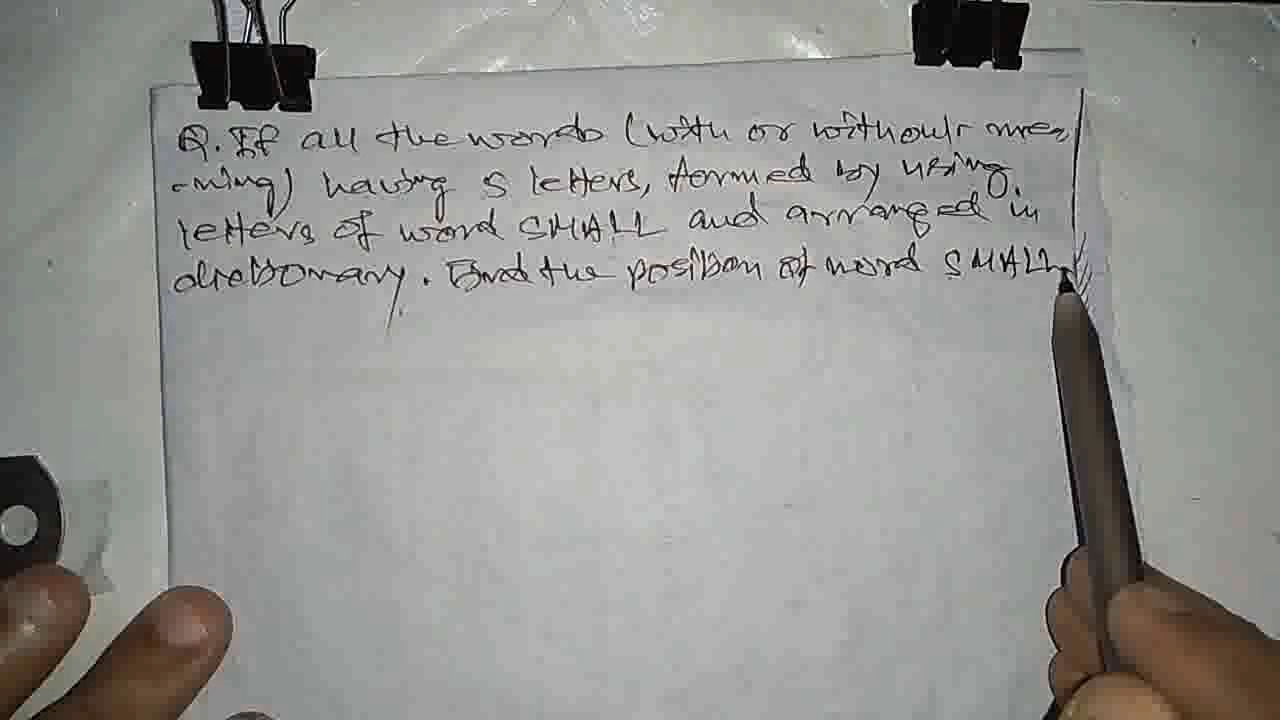 Q. If all the words (with or without mea-
-ning) having 5 letters, formed by using
letters of word SMALL and arranged in
dictionary. Find the position of word SMALL